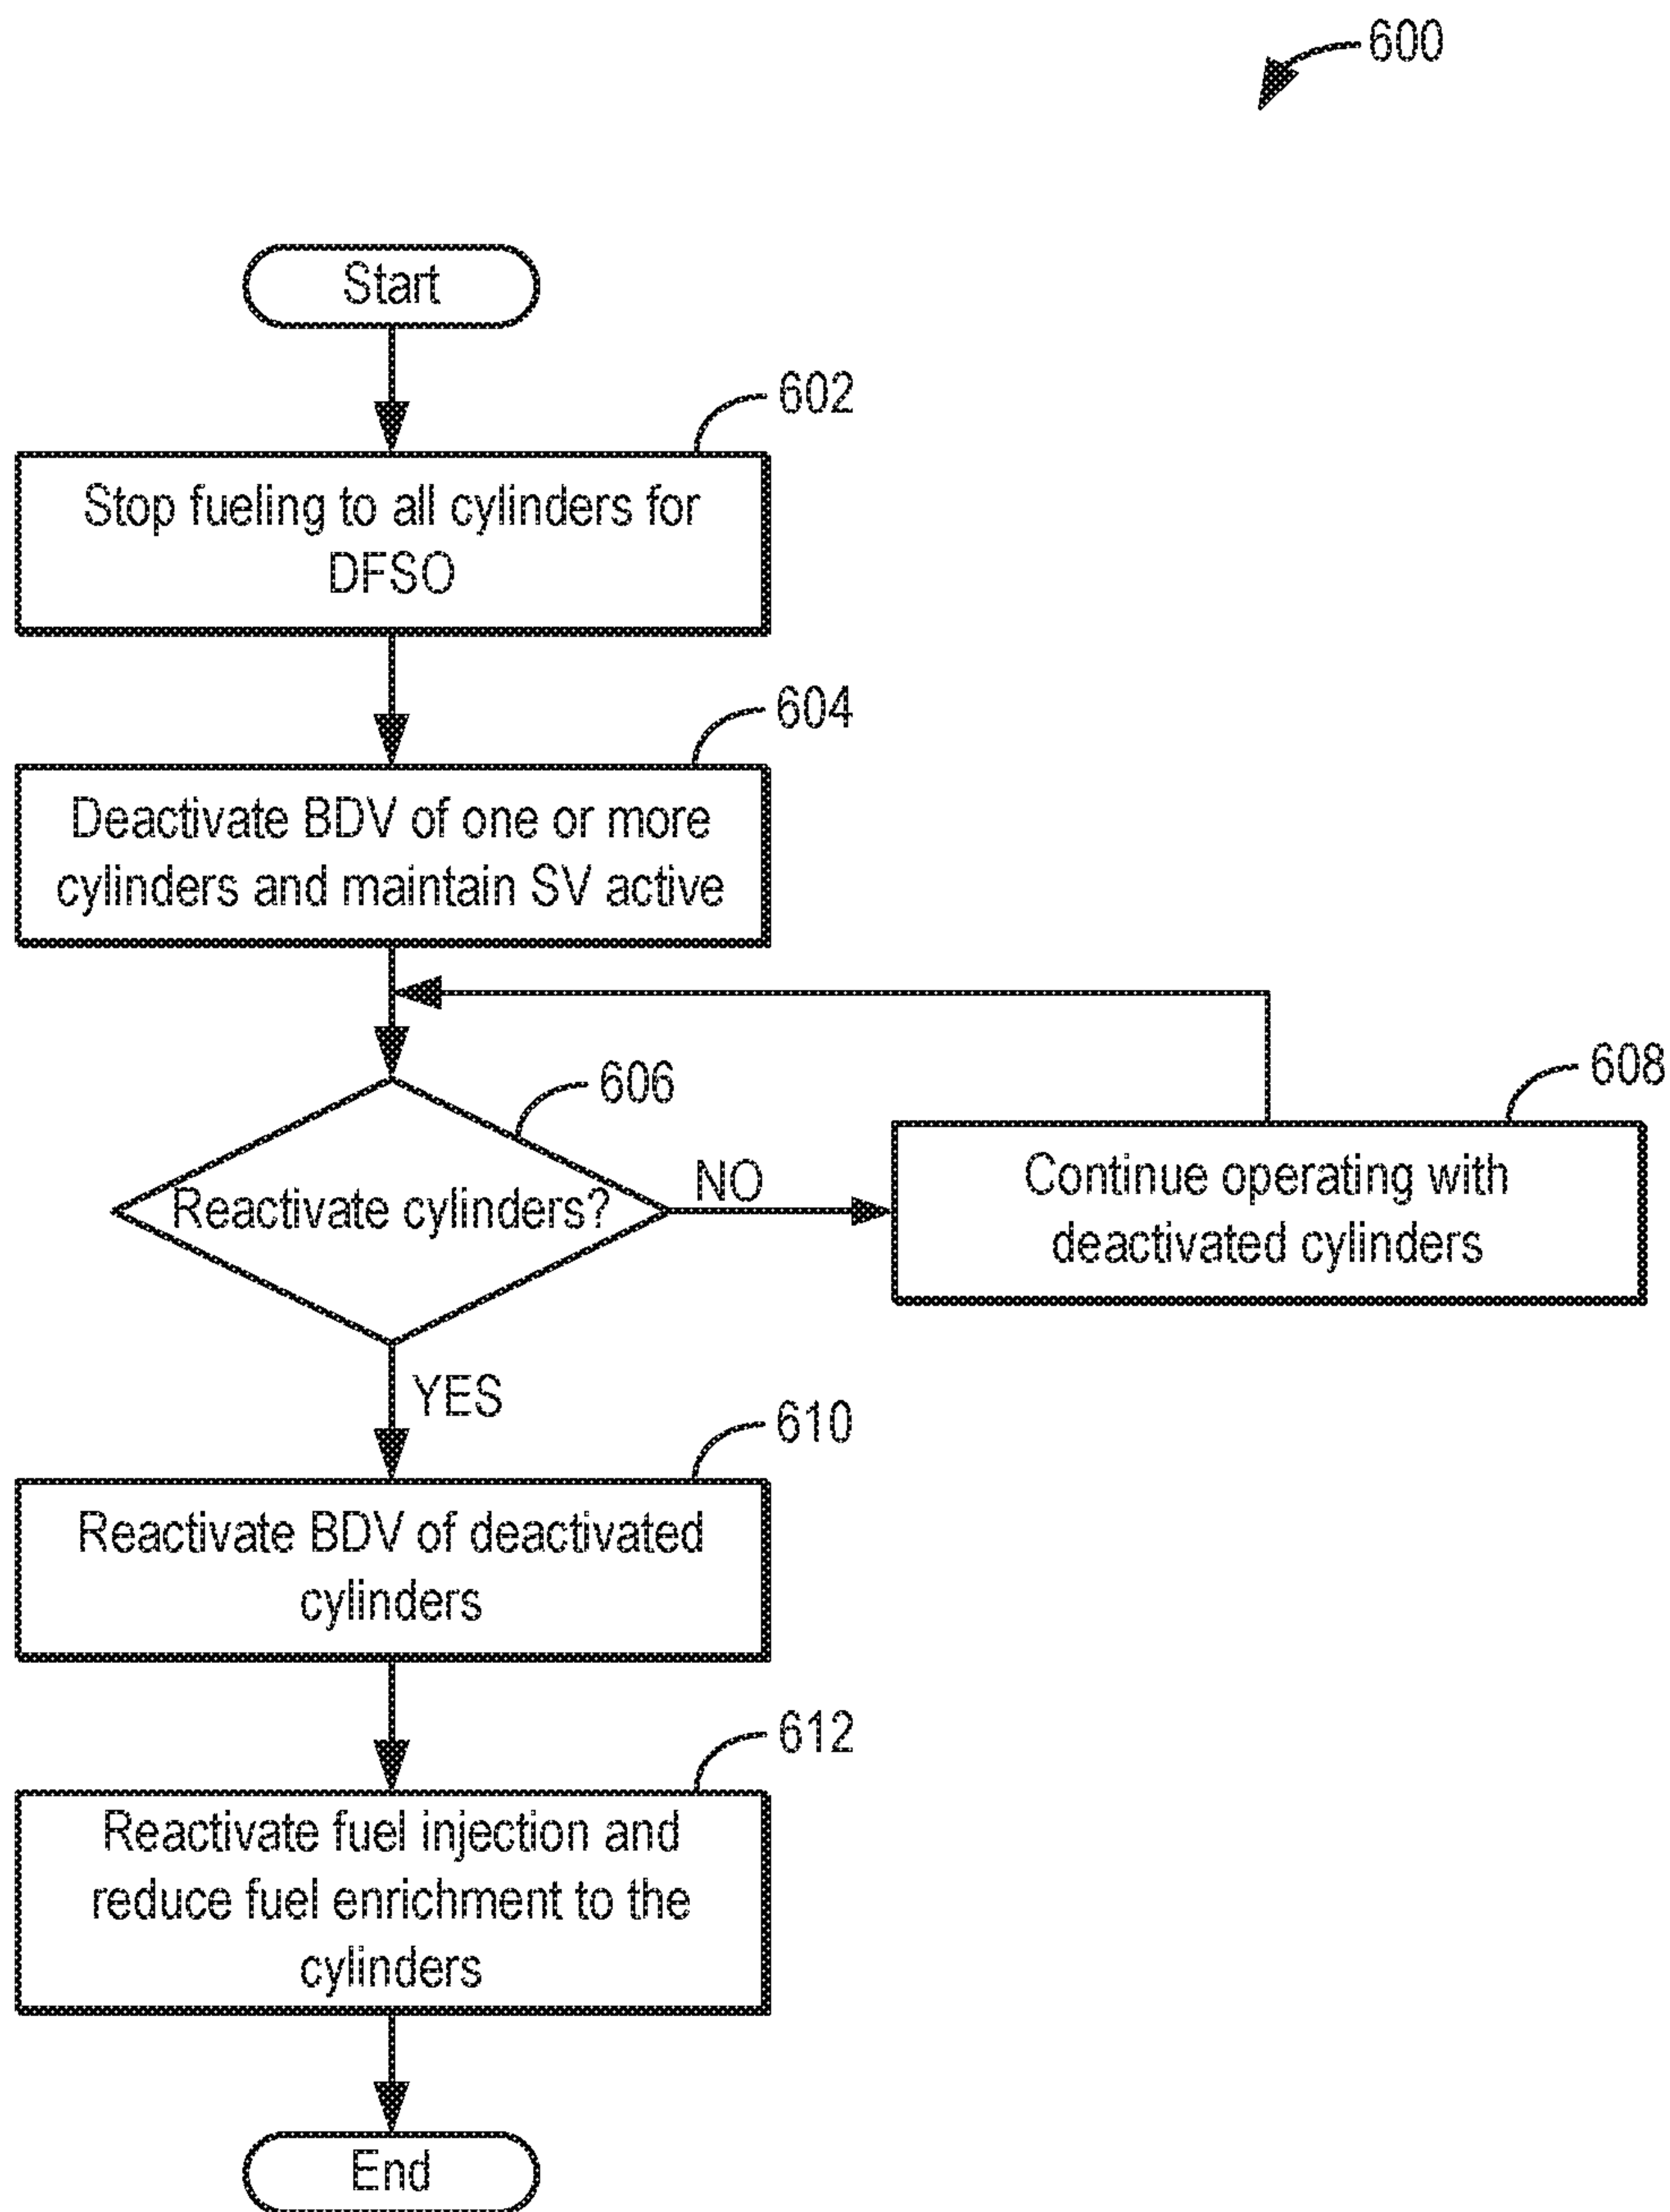 600
Start
602
Stop fueling to all cylinders for
DFSO
604
Deactivate BDV of one or more
cylinders and maintain SV active
606
Reactivate cylinders?
NO
608
Continue operating with
deactivated cylinders
YES
610
Reactivate BDV of deactivated
cylinders
612
Reactivate fuel injection and
reduce fuel enrichment to the
cylinders
End